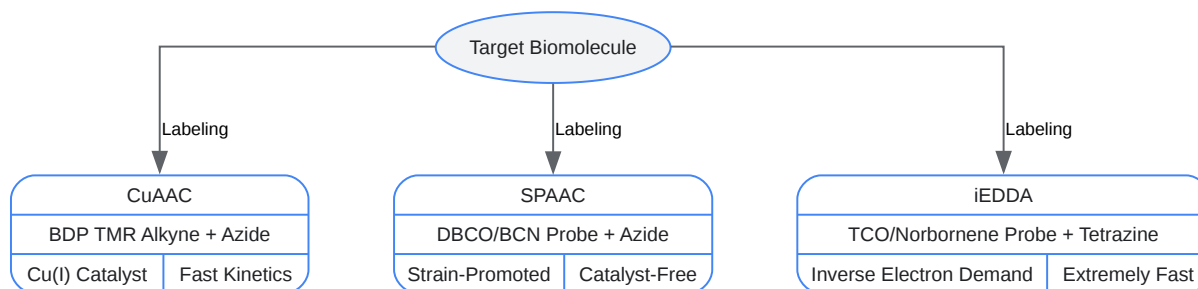 Target Biomolecule
Labeling
Labeling
Labeling
CuAAC
BDP TMR Alkyne + Azide
Cu(I) Catalyst
Fast Kinetics
SPAAC
DBCO/BCN Probe + Azide
Strain-Promoted
Catalyst-Free
iEDDA
TCO/Norbornene Probe + Tetrazine
Inverse Electron Demand
Extremely Fast